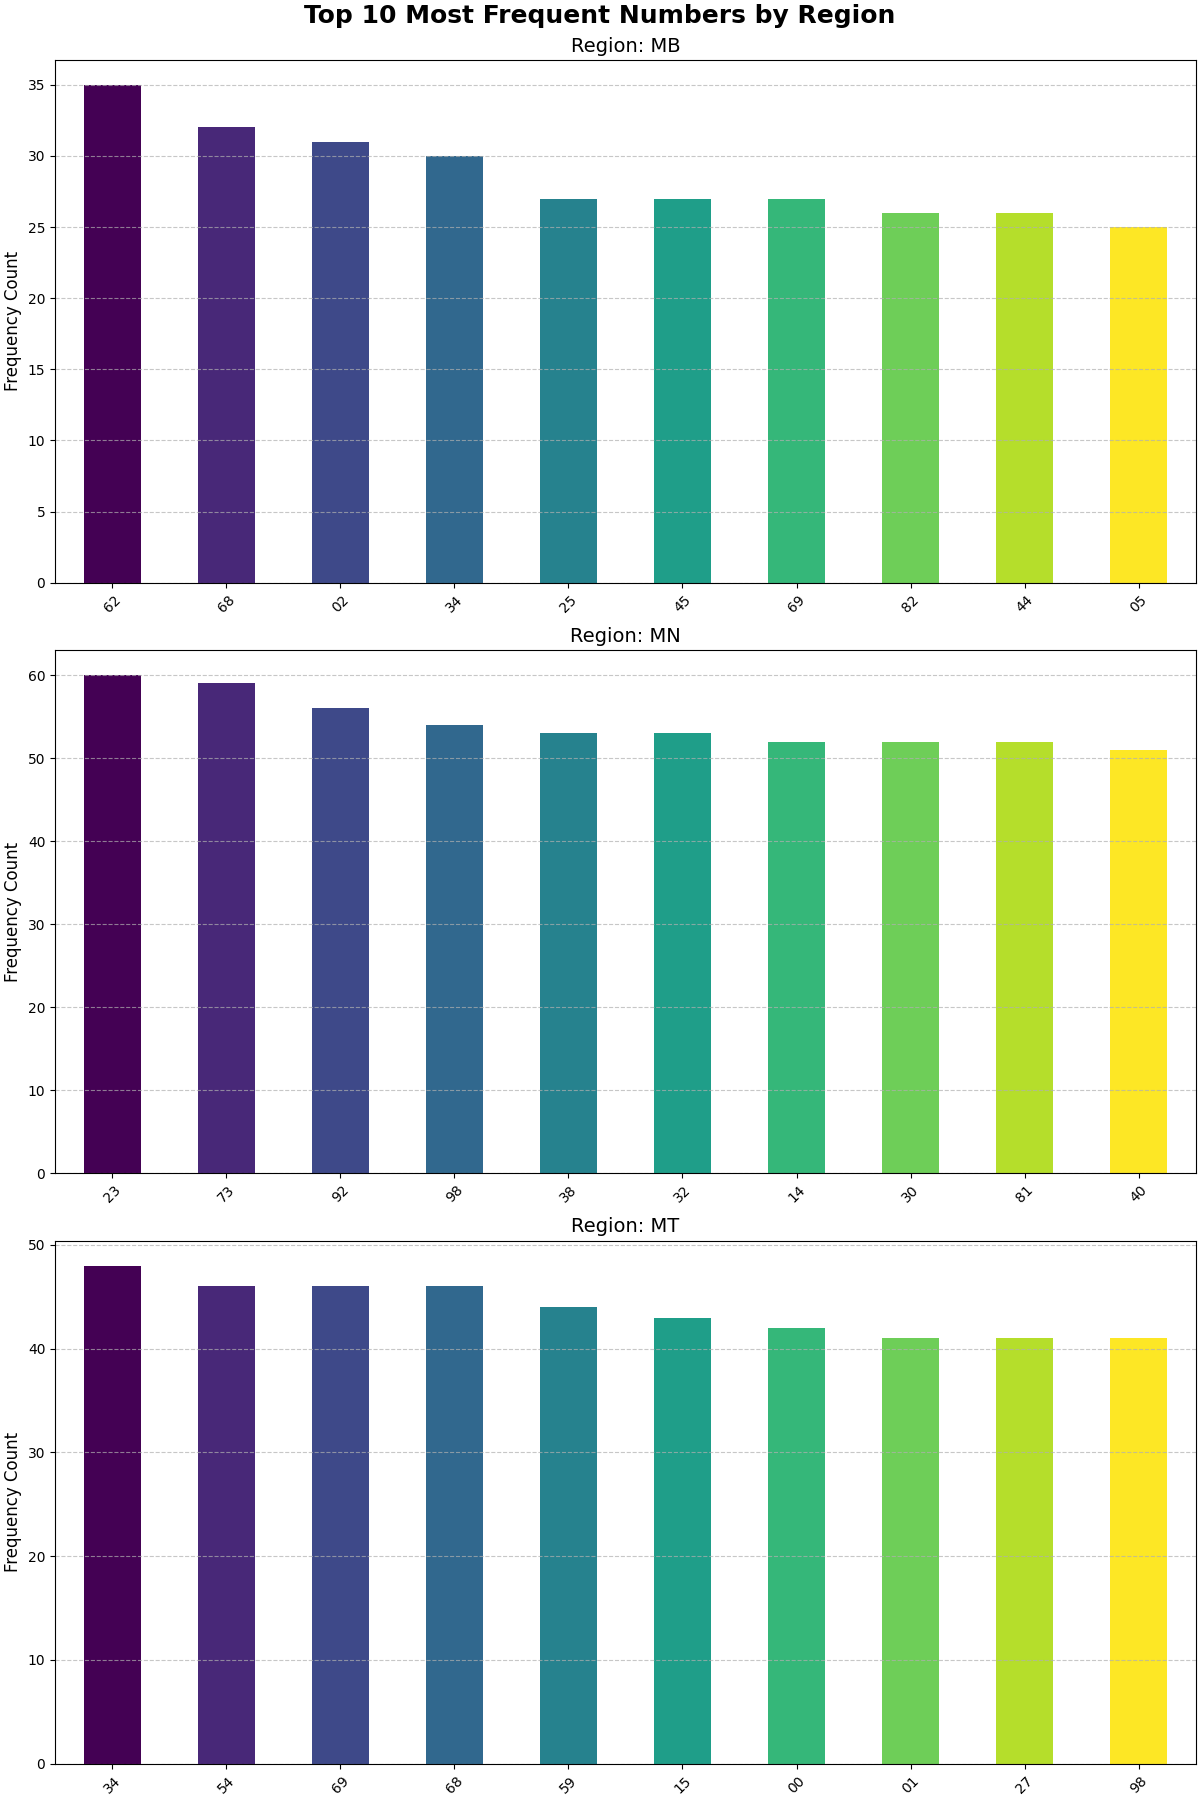 Top 10 Most Frequent Numbers by Region
Region: MB
Frequency Count
35
30
25
20
15
10
5
0
62 68 02 34 25 45 69 82 44 05
Region: MN
Frequency Count
60
50
40
30
20
10
0
23 73 92 98 38 32 14 30 81 40
Region: MT
Frequency Count
50
40
30
20
10
0
34 54 69 68 59 15 00 01 27 98